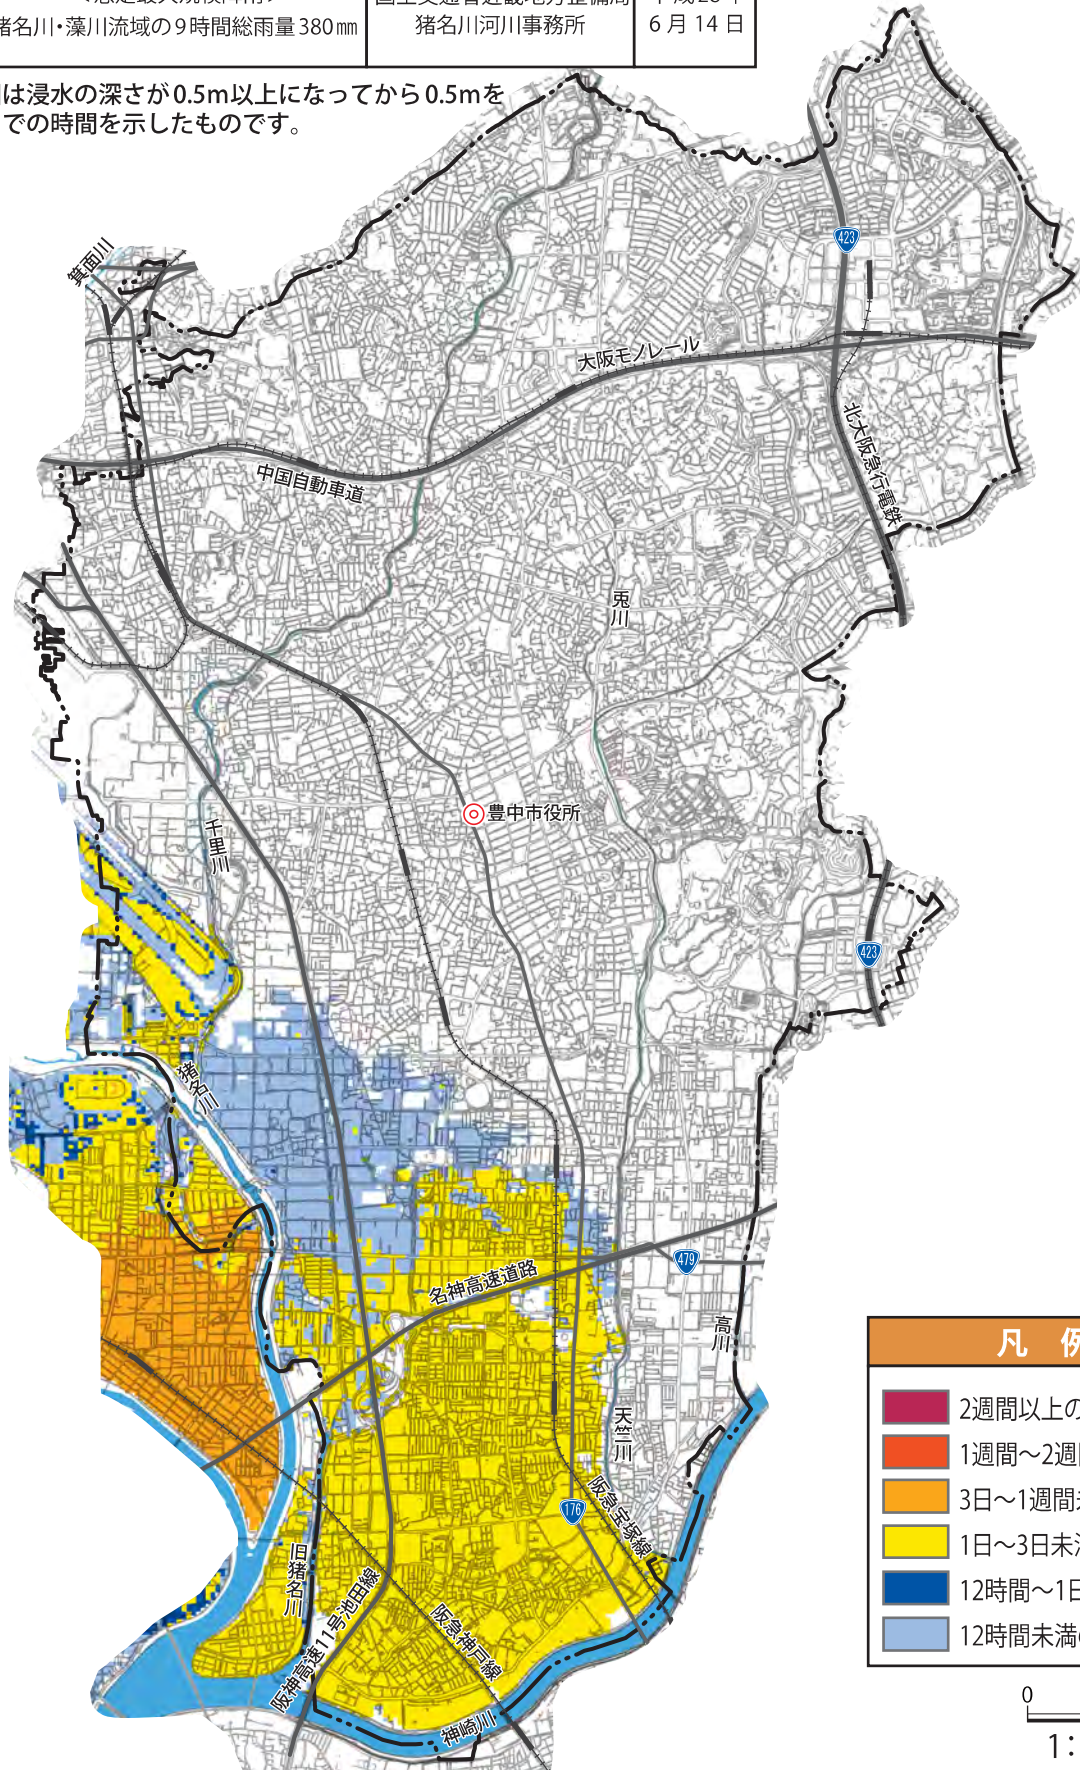 猪名川・藻川流域の9時間総雨量380㎜
猪名川河川事務所
6月14日
は浸水の深さが0.5m以上になってから0.5mを
での時間を示したものです。
423
箕面川
大阪モノレール
北大阪急行電鉄
中国自動車道
兎川
豊中市役所
千里川
423
猪名川
479
名神高速道路
高川
天竺川
阪急宝塚線
176
旧猪名川
阪神高速11号池田線
阪急神戸線
神崎川
凡 例
2週間以上の
1週間～2週
3日～1週間
1日～3日未
12時間～1日
12時間未満
0
1：